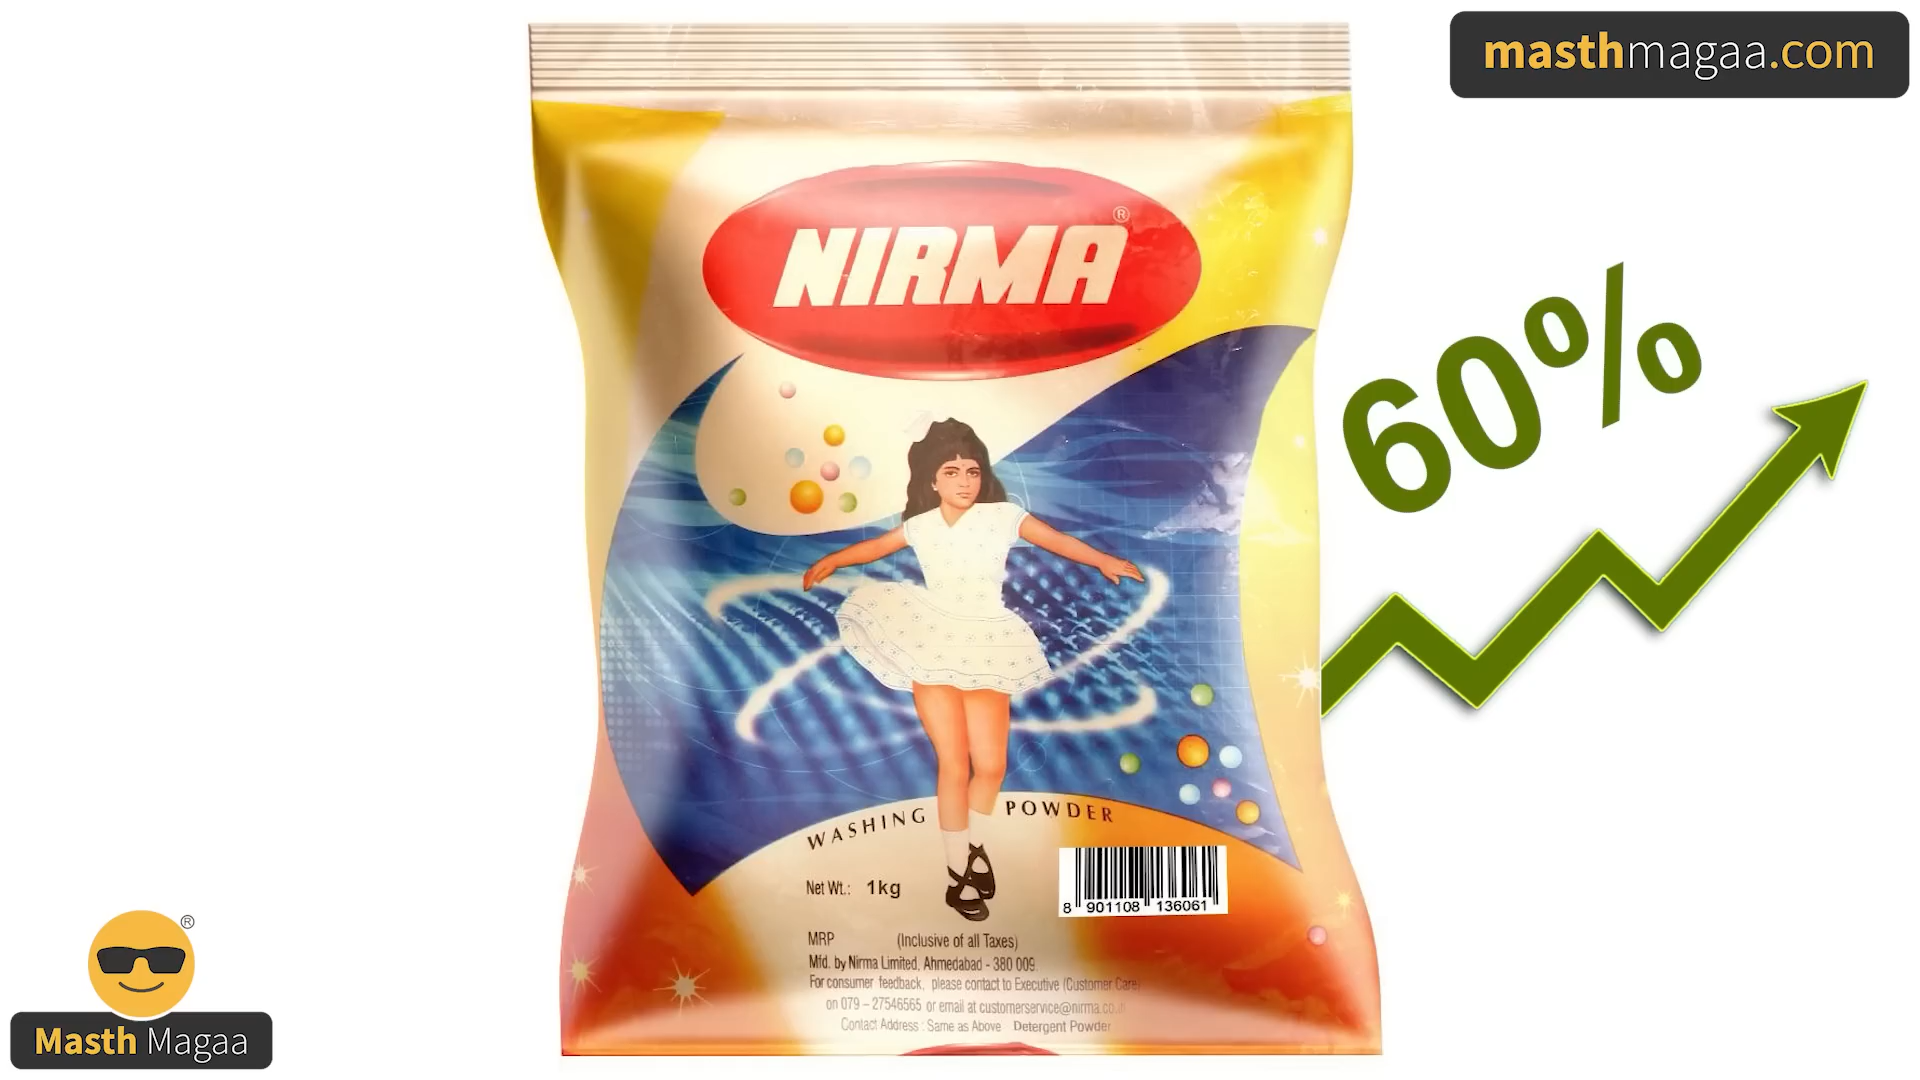 masthmagaa.com
NIRMA®
60%
WASHING POWDER
Net Wt.: 1kg
8 901108 136061
MRP (Inclusive of all Taxes)
Mfd. by Nirma Limited, Ahmedabad - 380 009.
For consumer feedback, please contact to Executive (Customer Care)
on 079 – 27546565 or email at customerservice@nirma.co.in
Contact Address : Same as Above Detergent Powder
®
Masth Magaa